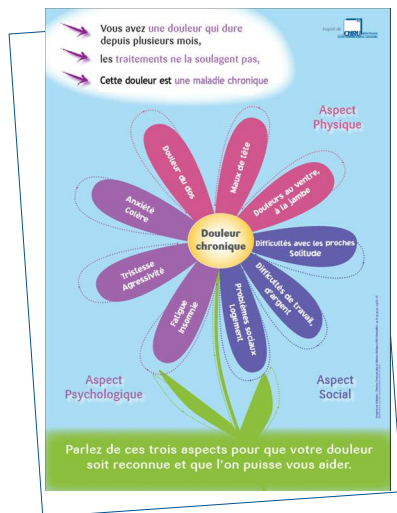 Vous avez une douleur qui dure
depuis plusieurs mois,
les traitements ne la soulagent pas,
Cette douleur est une maladie chronique
CHRU
Aspect
Physique
Douleur du dos
Maux de tête
Douleurs au ventre,
à la jambe
Anxiété
Colère
Douleur
chronique
Difficultés avec les proches
Solitude
Tristesse
Agressivité
Difficultés de travail,
d'argent
Fatigue
Insomnie
Problèmes sociaux
Logement
Aspect
Psychologique
Aspect
Social
Parlez de ces trois aspects pour que votre douleur
soit reconnue et que l'on puisse vous aider.